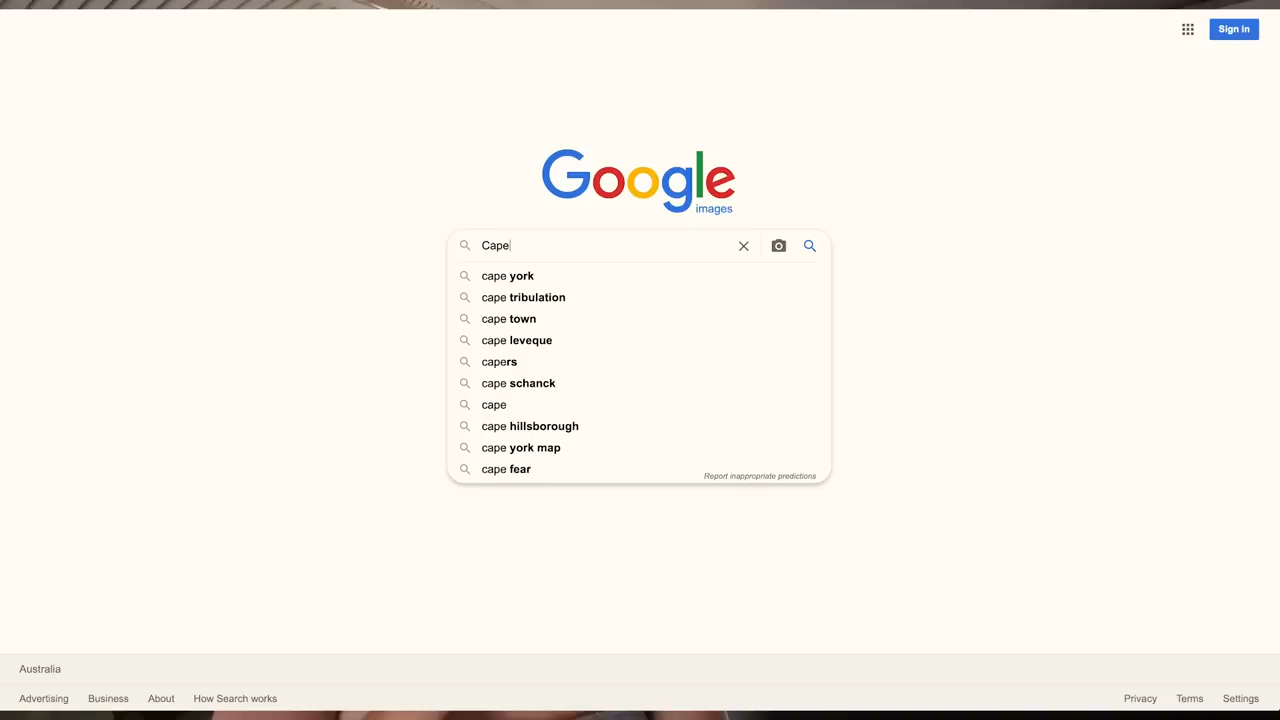 Sign in
Google
images
Cape
cape york
cape tribulation
cape town
cape leveque
capers
cape schanck
cape
cape hillsborough
cape york map
cape fear
Report inappropriate predictions
Australia
Advertising Business About How Search works Privacy Terms Settings